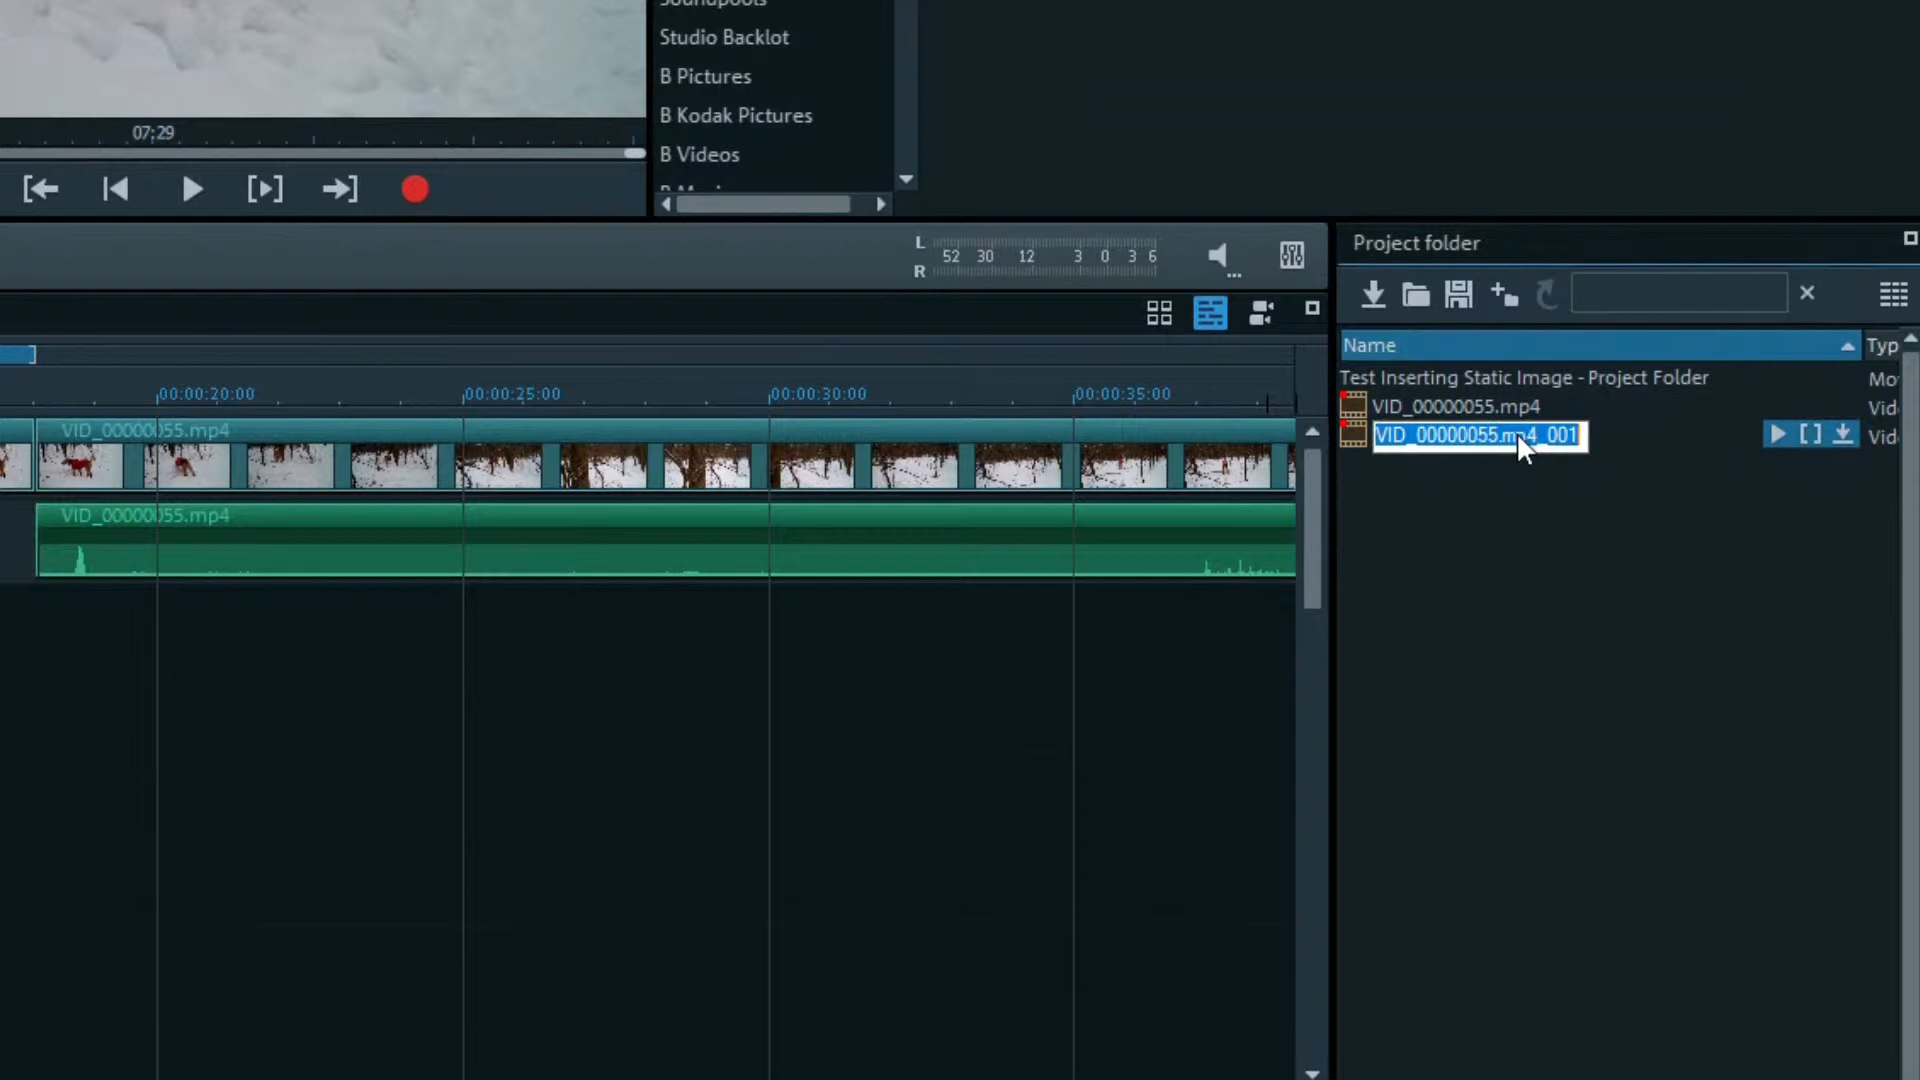 Soundpools
Studio Backlot
B Pictures
B Kodak Pictures
B Videos
07;29
L
52 30 12 3 0 3 6
R
Project folder
Name
Typ
Test Inserting Static Image - Project Folder
Mo
VID_00000055.mp4
Vid
VID_00000055.mp4_001
Vid
00:00:20:00
00:00:25:00
00:00:30:00
00:00:35:00
VID_00000055.mp4
VID_00000055.mp4